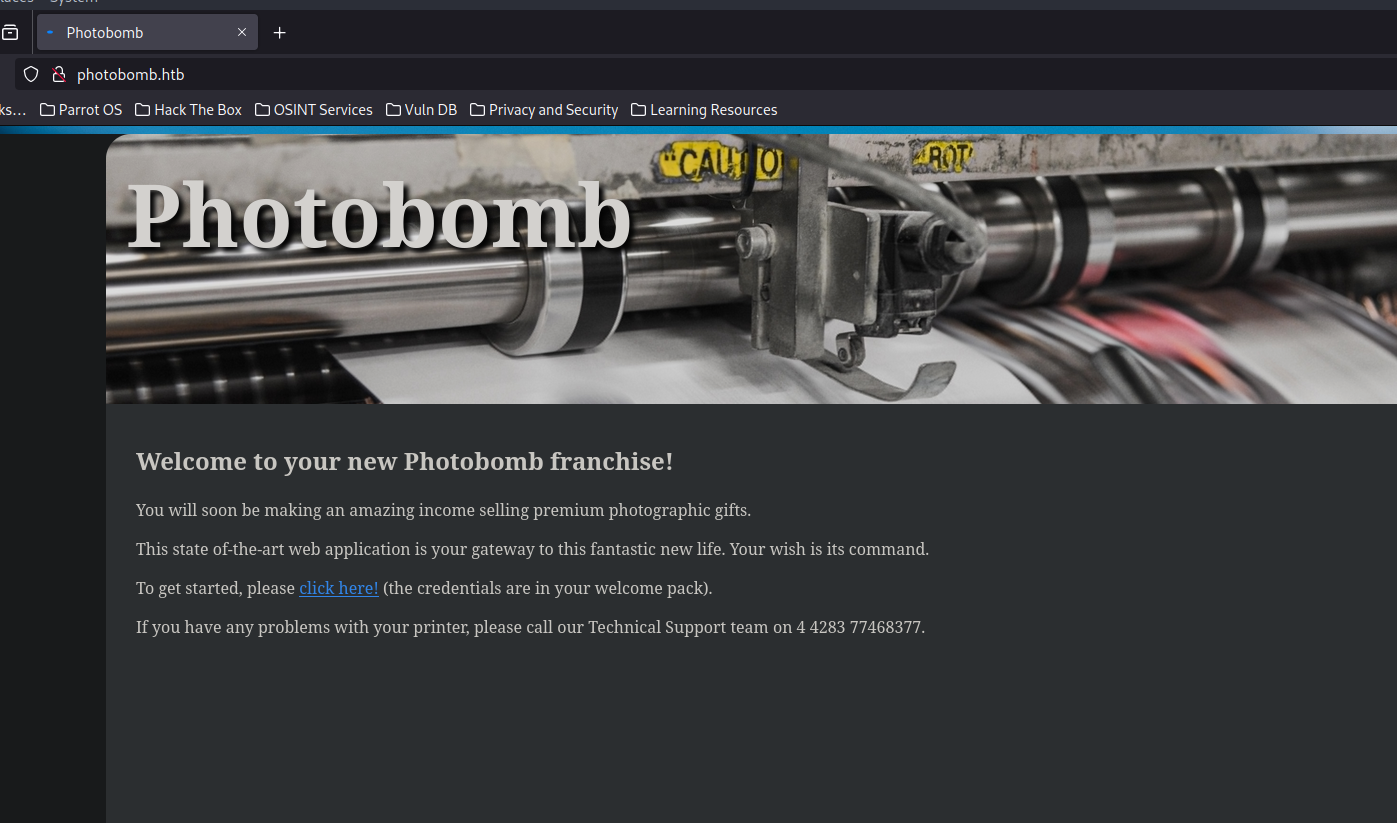 System
Photobomb
photobomb.htb
ks… Parrot OS Hack The Box OSINT Services Vuln DB Privacy and Security Learning Resources
"CAUTIO
ROT
Photobomb
Welcome to your new Photobomb franchise!
You will soon be making an amazing income selling premium photographic gifts.
This state of-the-art web application is your gateway to this fantastic new life. Your wish is its command.
To get started, please click here! (the credentials are in your welcome pack).
If you have any problems with your printer, please call our Technical Support team on 4 4283 77468377.